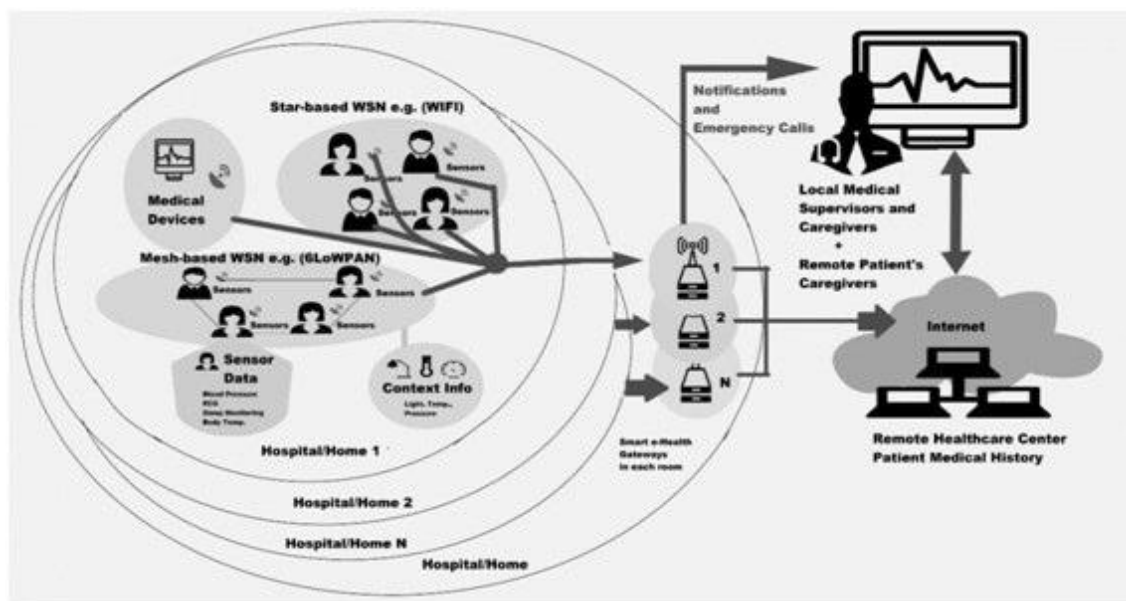 Star-based WSN e.g. (WIFI)
Sensors
Sensors
Sensors
Sensors
Medical
Devices
Mesh-based WSN e.g. (6LoWPAN)
Sensors
Sensors
Sensors
Sensors
Sensor
Data
Blood Pressure
ECG
Sleep Monitoring
Body Temp.
Context Info
Light, Temp.,
Pressure
Hospital/Home 1
Hospital/Home 2
Hospital/Home N
Hospital/Home
1
2
N
Smart e-Health
Gateways
in each room
Notifications
and
Emergency Calls
Local Medical
Supervisors and
Caregivers
+
Remote Patient's
Caregivers
Internet
Remote Healthcare Center
Patient Medical History